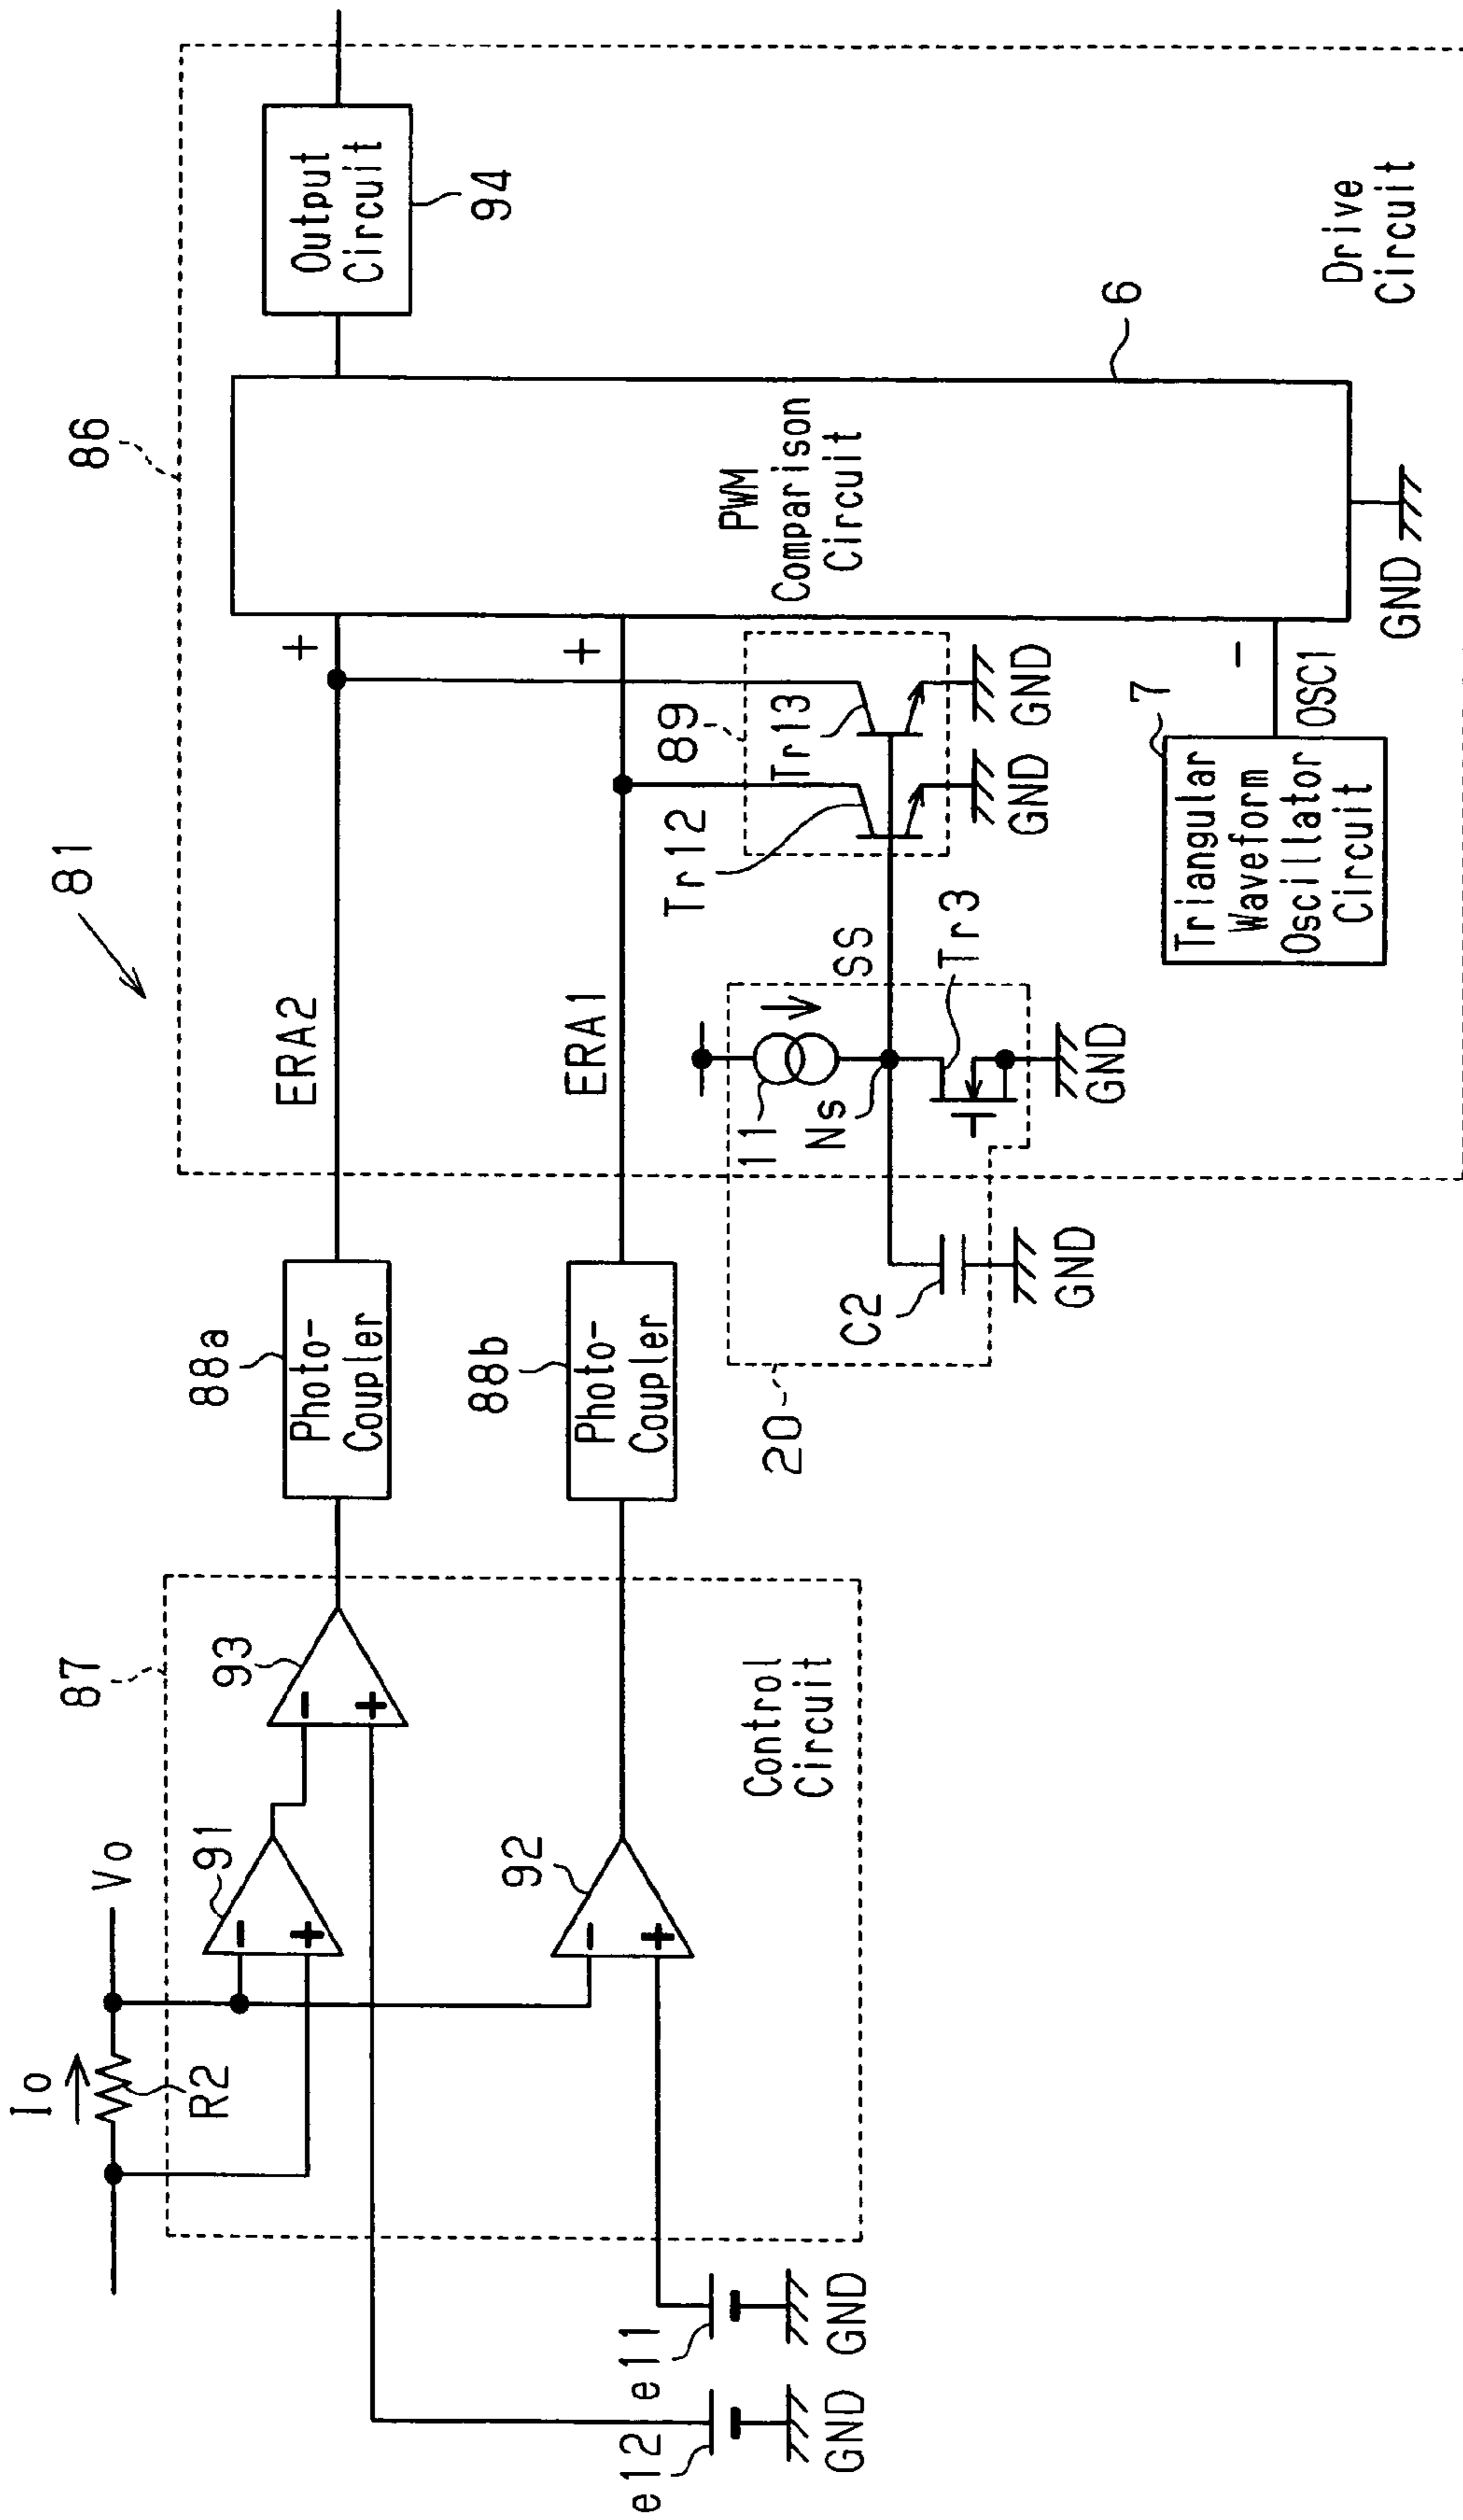 81
86
Io
Vo
87
R2
91
93
88a
Photo-
Coupler
ERA2
+
Output
Circuit
94
-
+
-
+
92
-
+
88b
Photo-
Coupler
ERA1
+
Tr12
89
Tr13
PWM
Comparison
Circuit
6
Control
Circuit
20
C2
11
Ns
SS
Tr3
GND
GND
GND
GND
e12
e11
GND
GND
7
Triangular
Waveform
Oscillator
Circuit
-
OSC1
GND
Drive
Circuit